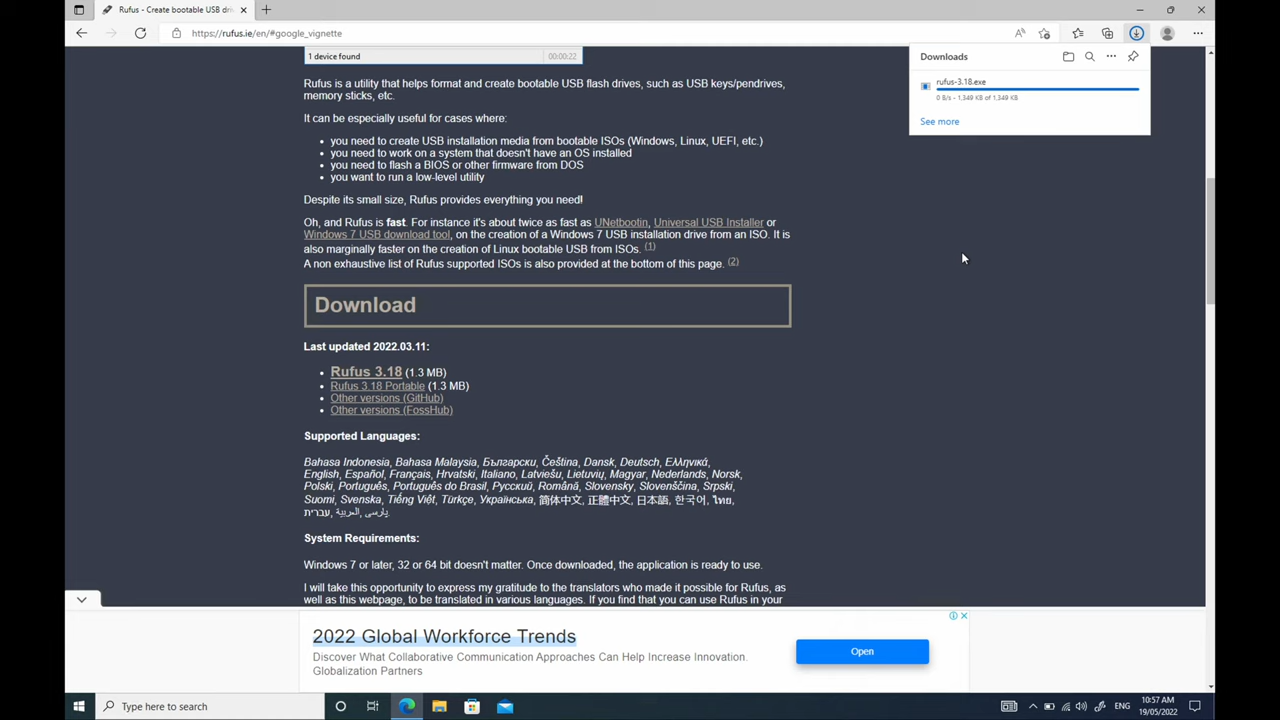 Rufus - Create bootable USB dri
https://rufus.ie/en/#google_vignette
Downloads
rufus-3.18.exe
0 B/s - 1,349 KB of 1,349 KB
See more
1 device found
00:00:22
Rufus is a utility that helps format and create bootable USB flash drives, such as USB keys/pendrives,
memory sticks, etc.
It can be especially useful for cases where:
you need to create USB installation media from bootable ISOs (Windows, Linux, UEFI, etc.)
you need to work on a system that doesn't have an OS installed
you need to flash a BIOS or other firmware from DOS
you want to run a low-level utility
Despite its small size, Rufus provides everything you need!
Oh, and Rufus is fast. For instance it's about twice as fast as UNetbootin, Universal USB Installer or
Windows 7 USB download tool, on the creation of a Windows 7 USB installation drive from an ISO. It is
also marginally faster on the creation of Linux bootable USB from ISOs. (1)
A non exhaustive list of Rufus supported ISOs is also provided at the bottom of this page. (2)
Download
Last updated 2022.03.11:
Rufus 3.18 (1.3 MB)
Rufus 3.18 Portable (1.3 MB)
Other versions (GitHub)
Other versions (FossHub)
Supported Languages:
Bahasa Indonesia, Bahasa Malaysia, Български, Čeština, Dansk, Deutsch, Ελληνικά,
English, Español, Français, Hrvatski, Italiano, Latviešu, Lietuvių, Magyar, Nederlands, Norsk,
Polski, Português, Português do Brasil, Русский, Română, Slovensky, Slovenščina, Srpski,
Suomi, Svenska, Tiếng Việt, Türkçe, Українська, 简体中文, 正體中文, 日本語, 한국어, ไทย,
עברית, العربية, پارسی.
System Requirements:
Windows 7 or later, 32 or 64 bit doesn't matter. Once downloaded, the application is ready to use.
I will take this opportunity to express my gratitude to the translators who made it possible for Rufus, as
well as this webpage, to be translated in various languages. If you find that you can use Rufus in your
2022 Global Workforce Trends
Discover What Collaborative Communication Approaches Can Help Increase Innovation.
Globalization Partners
Open
Type here to search
ENG
10:57 AM
19/05/2022